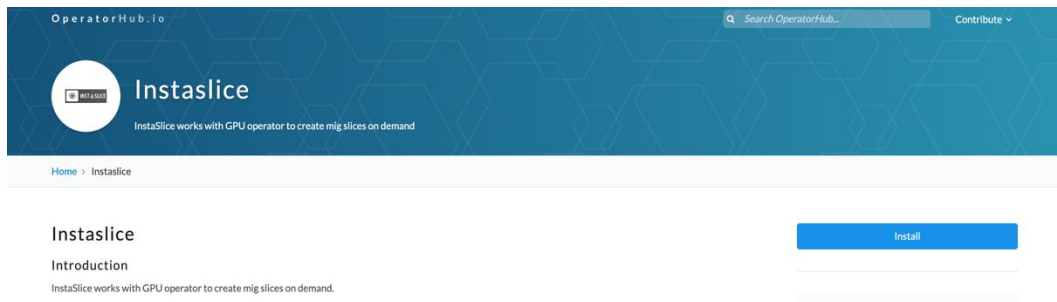 OperatorHub.io
Search OperatorHub...
Contribute
INSTASLICE
Instaslice
InstaSlice works with GPU operator to create mig slices on demand
Home > Instaslice
Instaslice
Install
Introduction
InstaSlice works with GPU operator to create mig slices on demand.